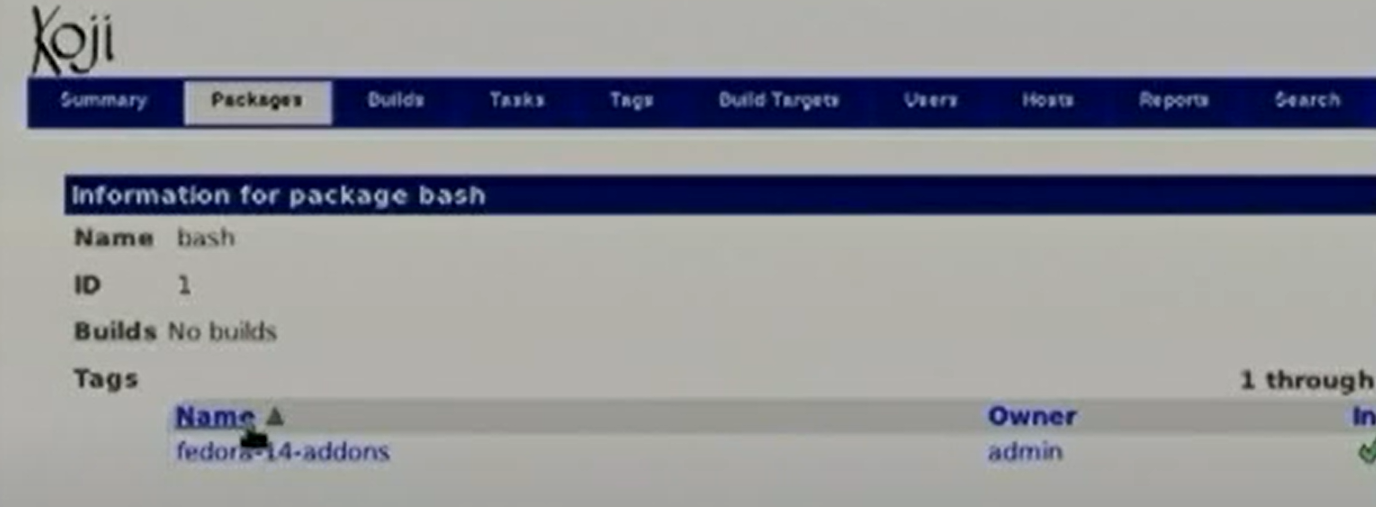 Koji
Summary Packages Builds Tasks Tags Build Targets Users Hosts Reports Search
Information for package bash
Name bash
ID 1
Builds No builds
Tags 1 through
Name Owner In
fedora-14-addons admin